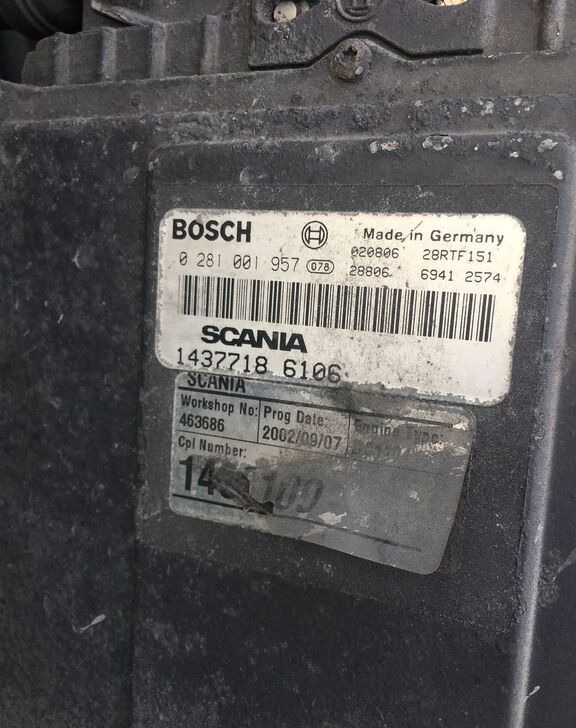 BOSCH Made in Germany
020806 28RTF151
0 281 001 957 078 28806 6941 2574
SCANIA
1437718 6106
SCANIA
Workshop No: Prog Date:
463686 2002/09/07
Cpl Number: